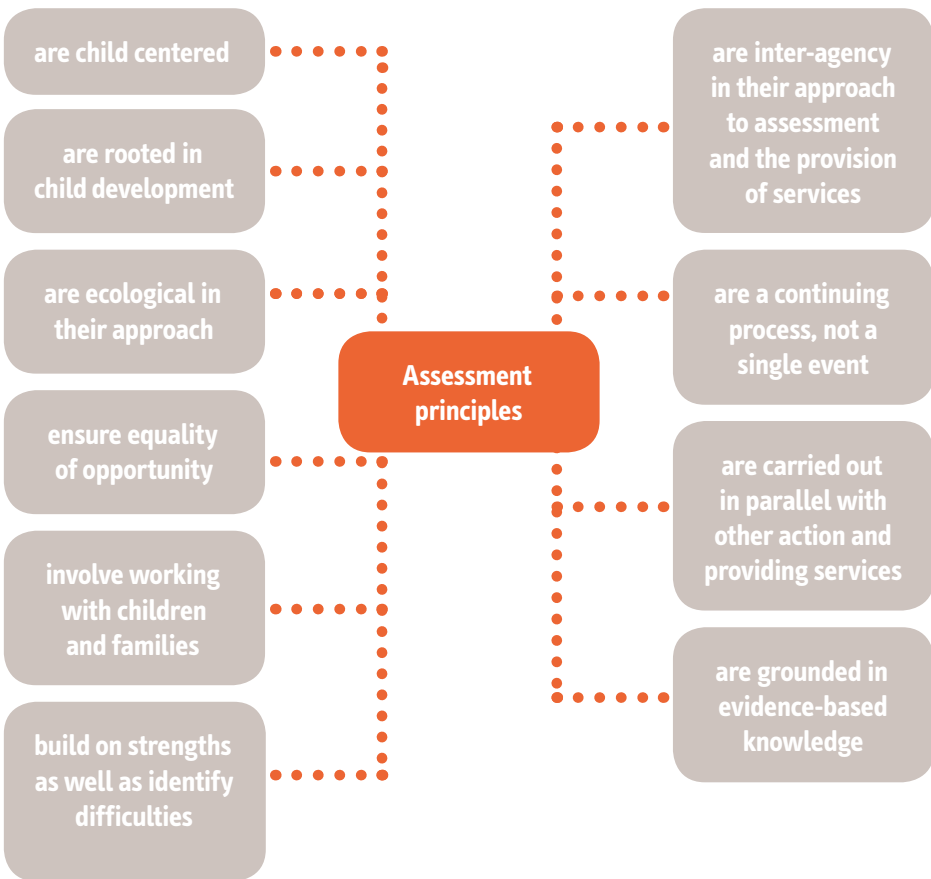 are child centered
are rooted in
child development
are ecological in
their approach
ensure equality
of opportunity
involve working
with children
and families
build on strengths
as well as identify
difficulties
Assessment
principles
are inter-agency
in their approach
to assessment
and the provision
of services
are a continuing
process, not a
single event
are carried out
in parallel with
other action and
providing services
are grounded in
evidence-based
knowledge